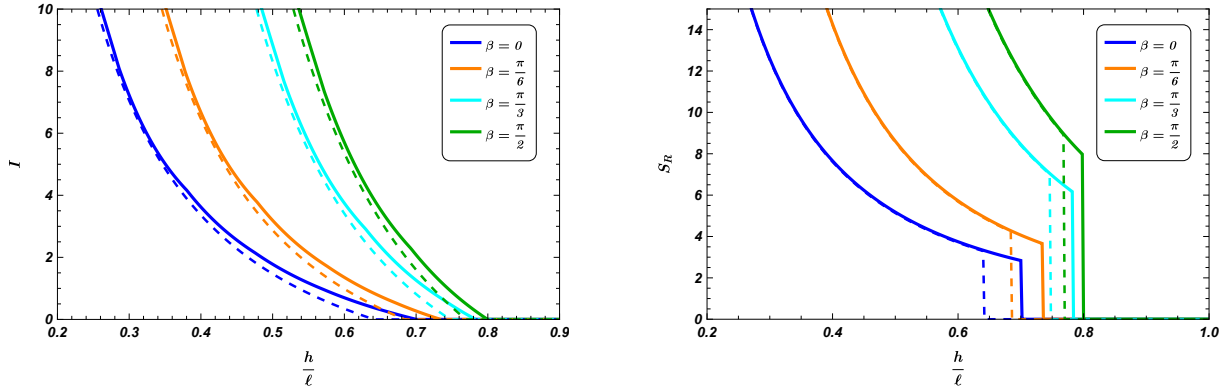 10
8
6
4
2
0
I
0.2 0.3 0.4 0.5 0.6 0.7 0.8 0.9
h
ℓ
β = 0
β = π/6
β = π/3
β = π/2
14
12
10
8
6
4
2
0
S_R
0.2 0.4 0.6 0.8 1.0
h
ℓ
β = 0
β = π/6
β = π/3
β = π/2